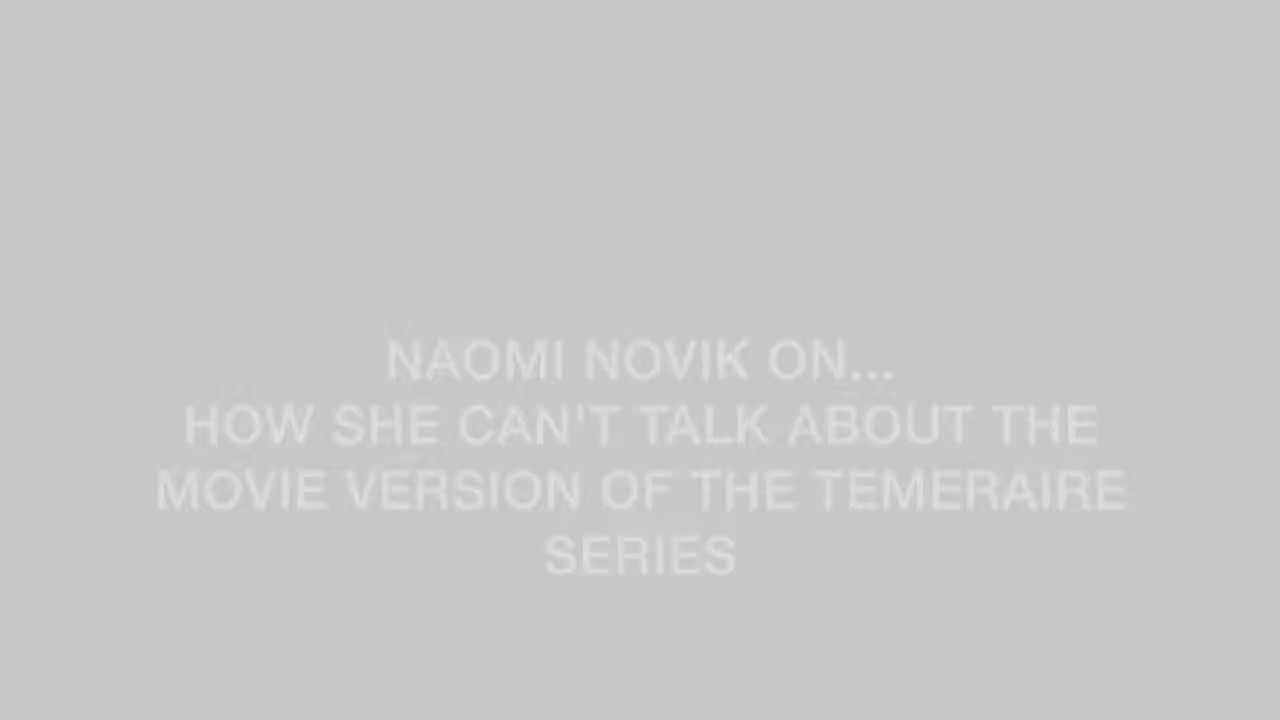 NAOMI NOVIK ON...
HOW SHE CAN'T TALK ABOUT THE
MOVIE VERSION OF THE TEMERAIRE
SERIES